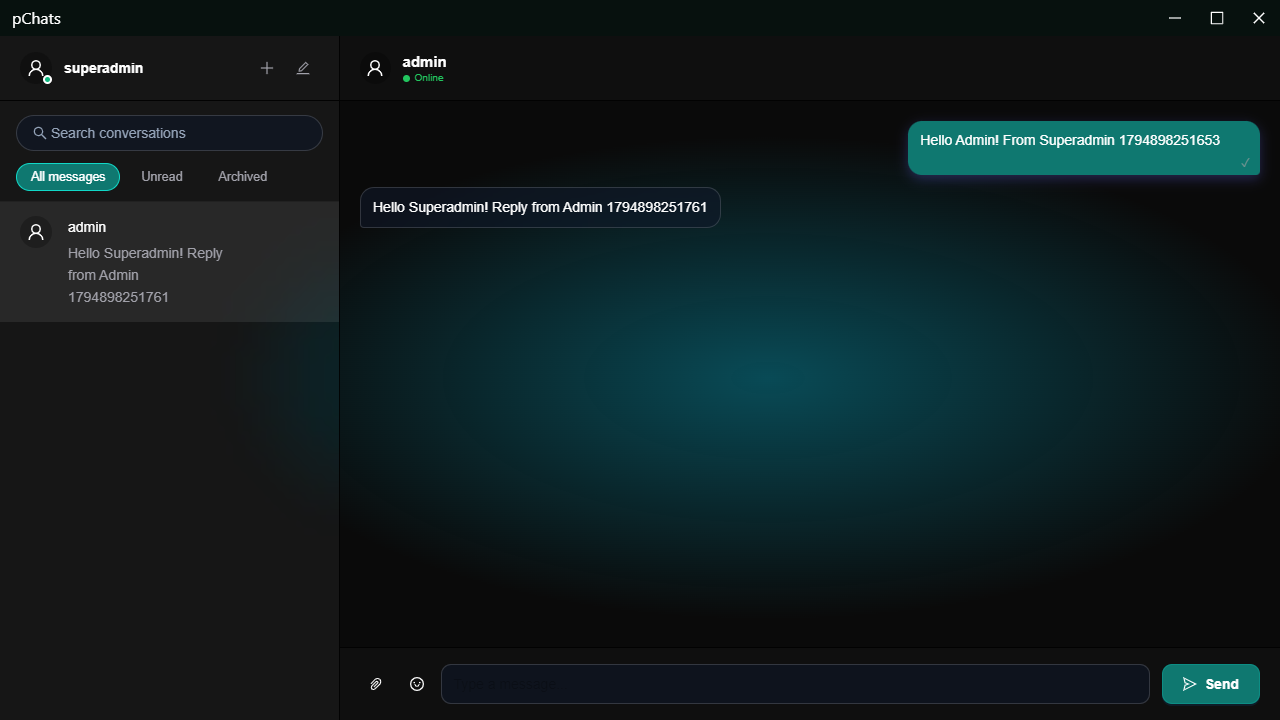 pChats
superadmin
Search conversations
All messages
Unread
Archived
admin
Hello Superadmin! Reply
from Admin
1794898251761
admin
Online
Hello Admin! From Superadmin 1794898251653
Hello Superadmin! Reply from Admin 1794898251761
Send